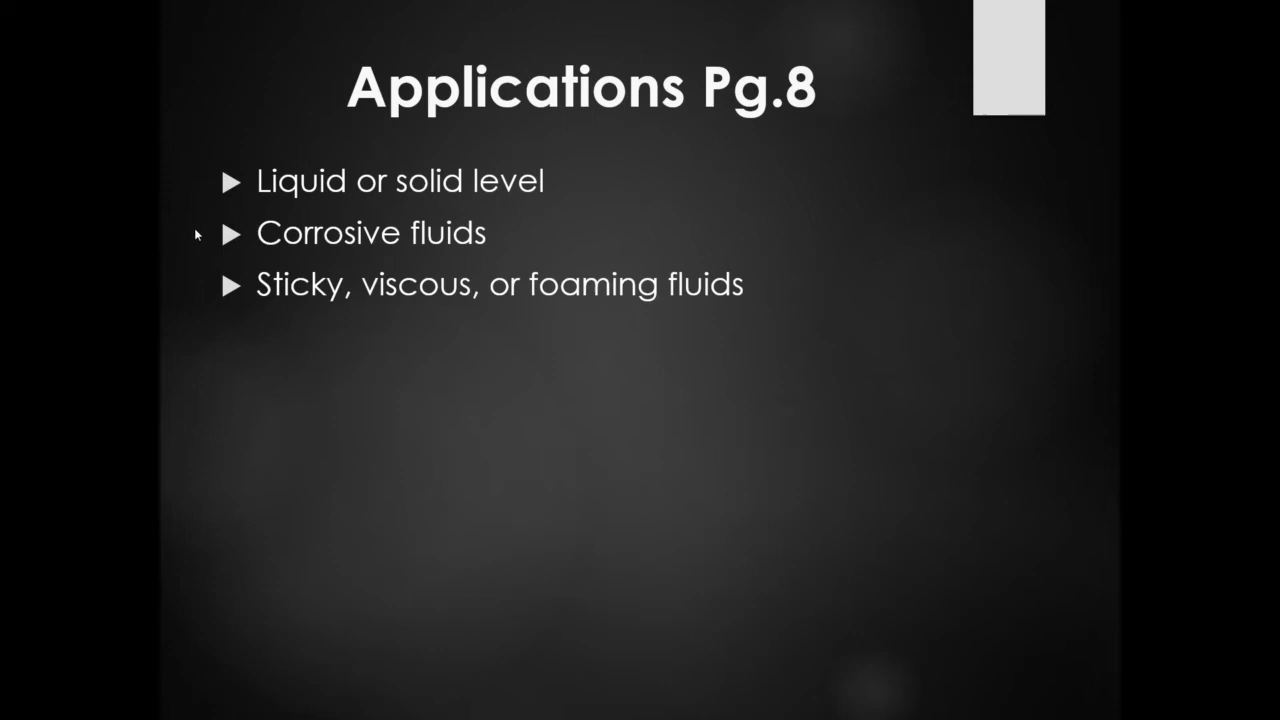 Applications Pg.8
Liquid or solid level
Corrosive fluids
Sticky, viscous, or foaming fluids